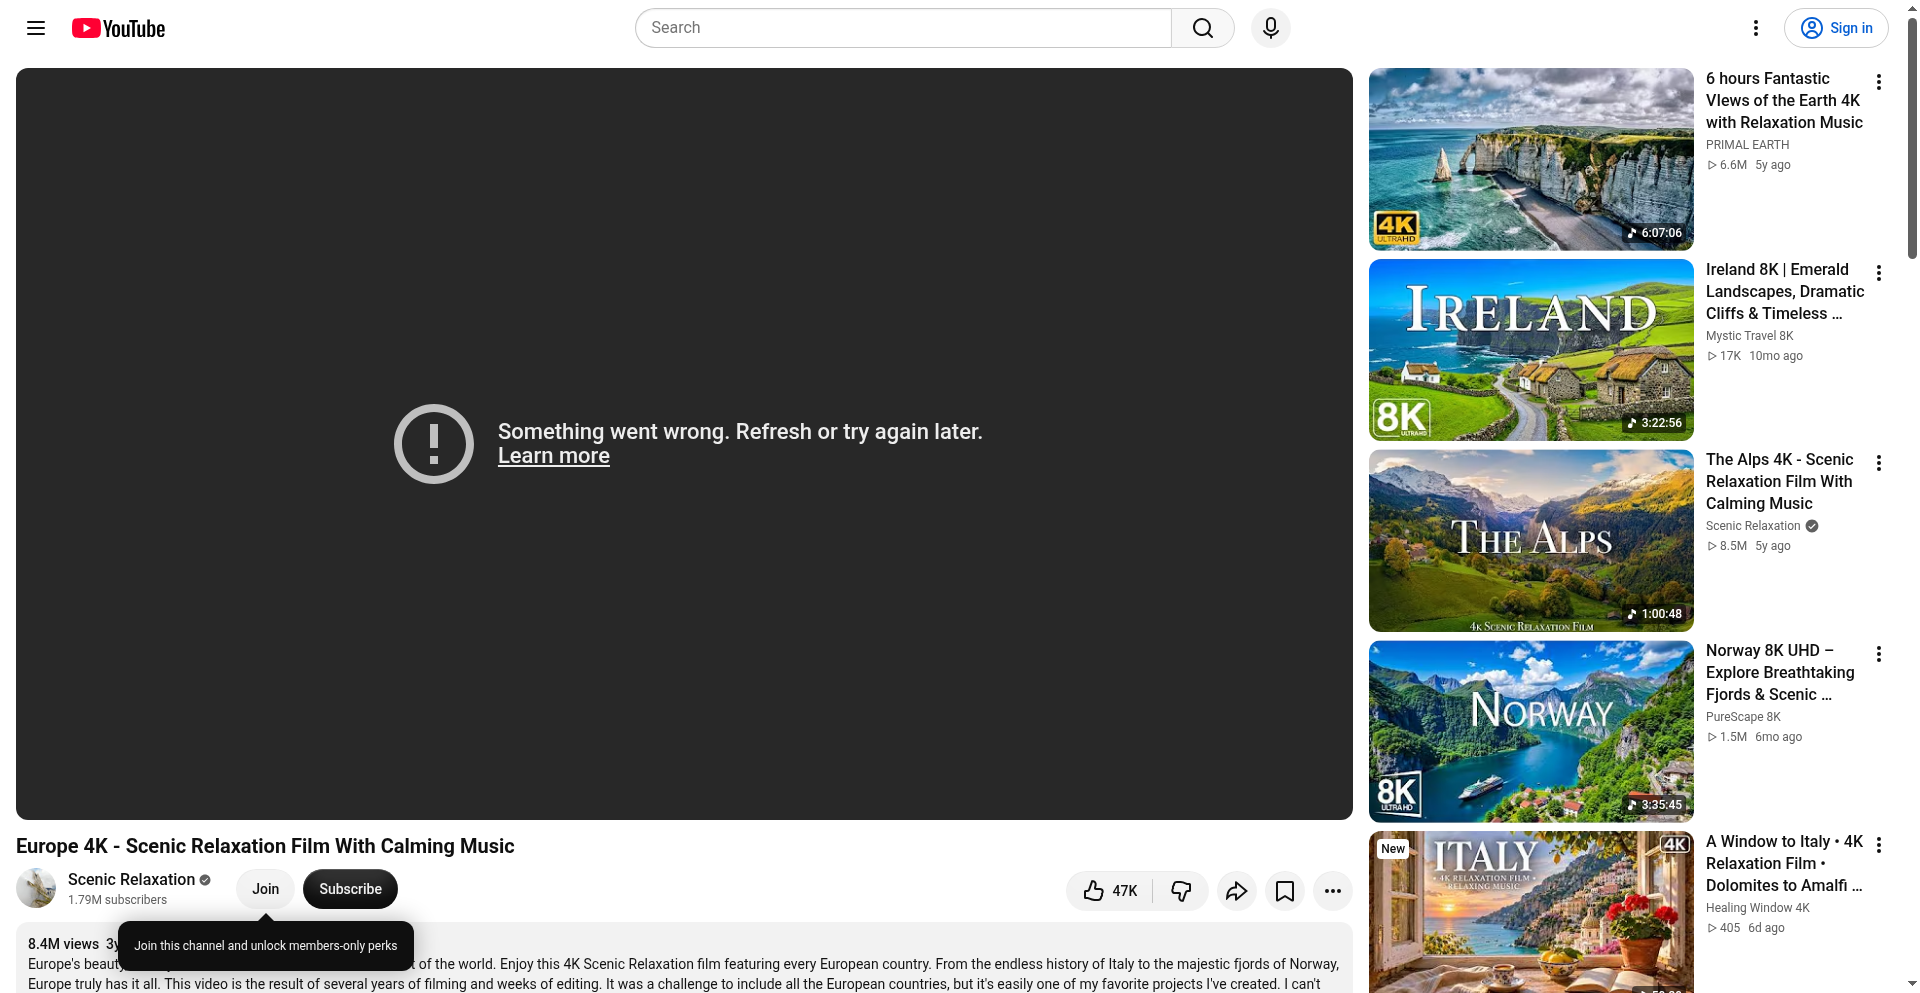 YouTube
Search
Sign in
Something went wrong. Refresh or try again later.
Learn more
Europe 4K - Scenic Relaxation Film With Calming Music
Scenic Relaxation
1.79M subscribers
Join
Subscribe
47K
Join this channel and unlock members-only perks
8.4M views 3y
Europe's beauty of the world. Enjoy this 4K Scenic Relaxation film featuring every European country. From the endless history of Italy to the majestic fjords of Norway,
Europe truly has it all. This video is the result of several years of filming and weeks of editing. It was a challenge to include all the European countries, but it's easily one of my favorite projects I've created. I can't
4K
ULTRA HD
6:07:06
6 hours Fantastic
VIews of the Earth 4K
with Relaxation Music
PRIMAL EARTH
6.6M 5y ago
IRELAND
8K
ULTRA HD
3:22:56
Ireland 8K | Emerald
Landscapes, Dramatic
Cliffs & Timeless ...
Mystic Travel 8K
17K 10mo ago
THE ALPS
4K SCENIC RELAXATION FILM
1:00:48
The Alps 4K - Scenic
Relaxation Film With
Calming Music
Scenic Relaxation
8.5M 5y ago
NORWAY
8K
ULTRA HD
3:35:45
Norway 8K UHD –
Explore Breathtaking
Fjords & Scenic ...
PureScape 8K
1.5M 6mo ago
New
4K
ITALY
• 4K RELAXATION FILM •
RELAXING MUSIC
A Window to Italy • 4K
Relaxation Film •
Dolomites to Amalfi ...
Healing Window 4K
405 6d ago